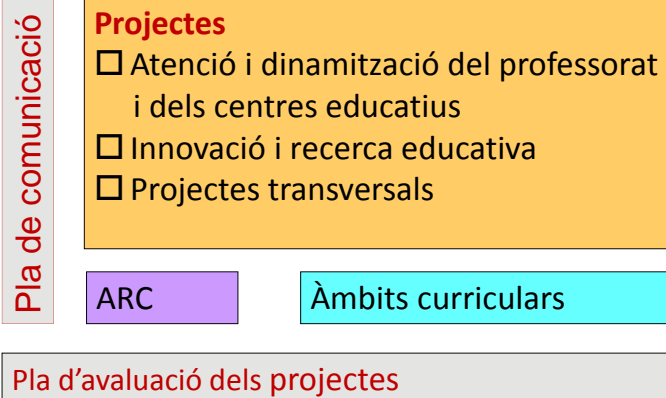 Pla de comunicació
Projectes
☐ Atenció i dinamització del professorat
i dels centres educatius
☐ Innovació i recerca educativa
☐ Projectes transversals
ARC
Àmbits curriculars
Pla d’avaluació dels projectes